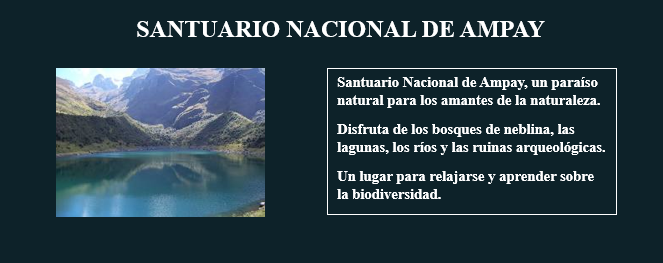 SANTUARIO NACIONAL DE AMPAY
Santuario Nacional de Ampay, un paraíso
natural para los amantes de la naturaleza.
Disfruta de los bosques de neblina, las
lagunas, los ríos y las ruinas arqueológicas.
Un lugar para relajarse y aprender sobre
la biodiversidad.